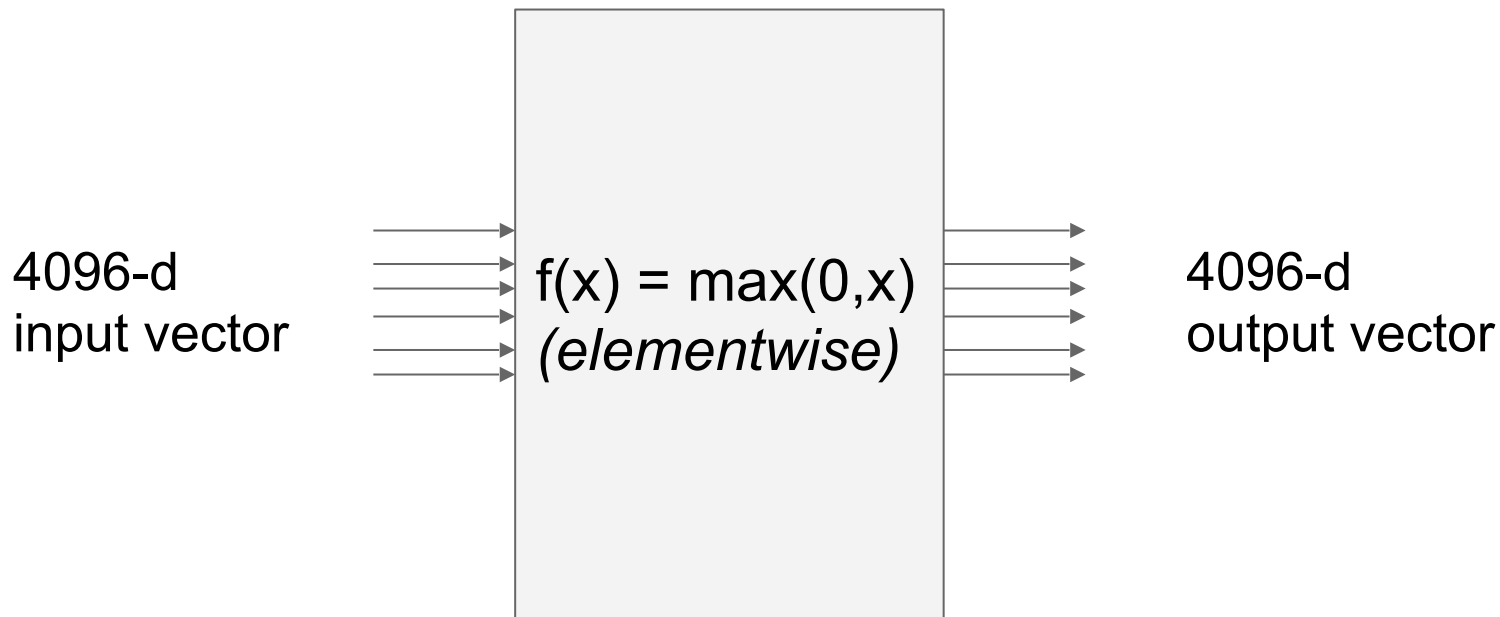 4096-d
input vector
f(x) = max(0,x)
(elementwise)
4096-d
output vector